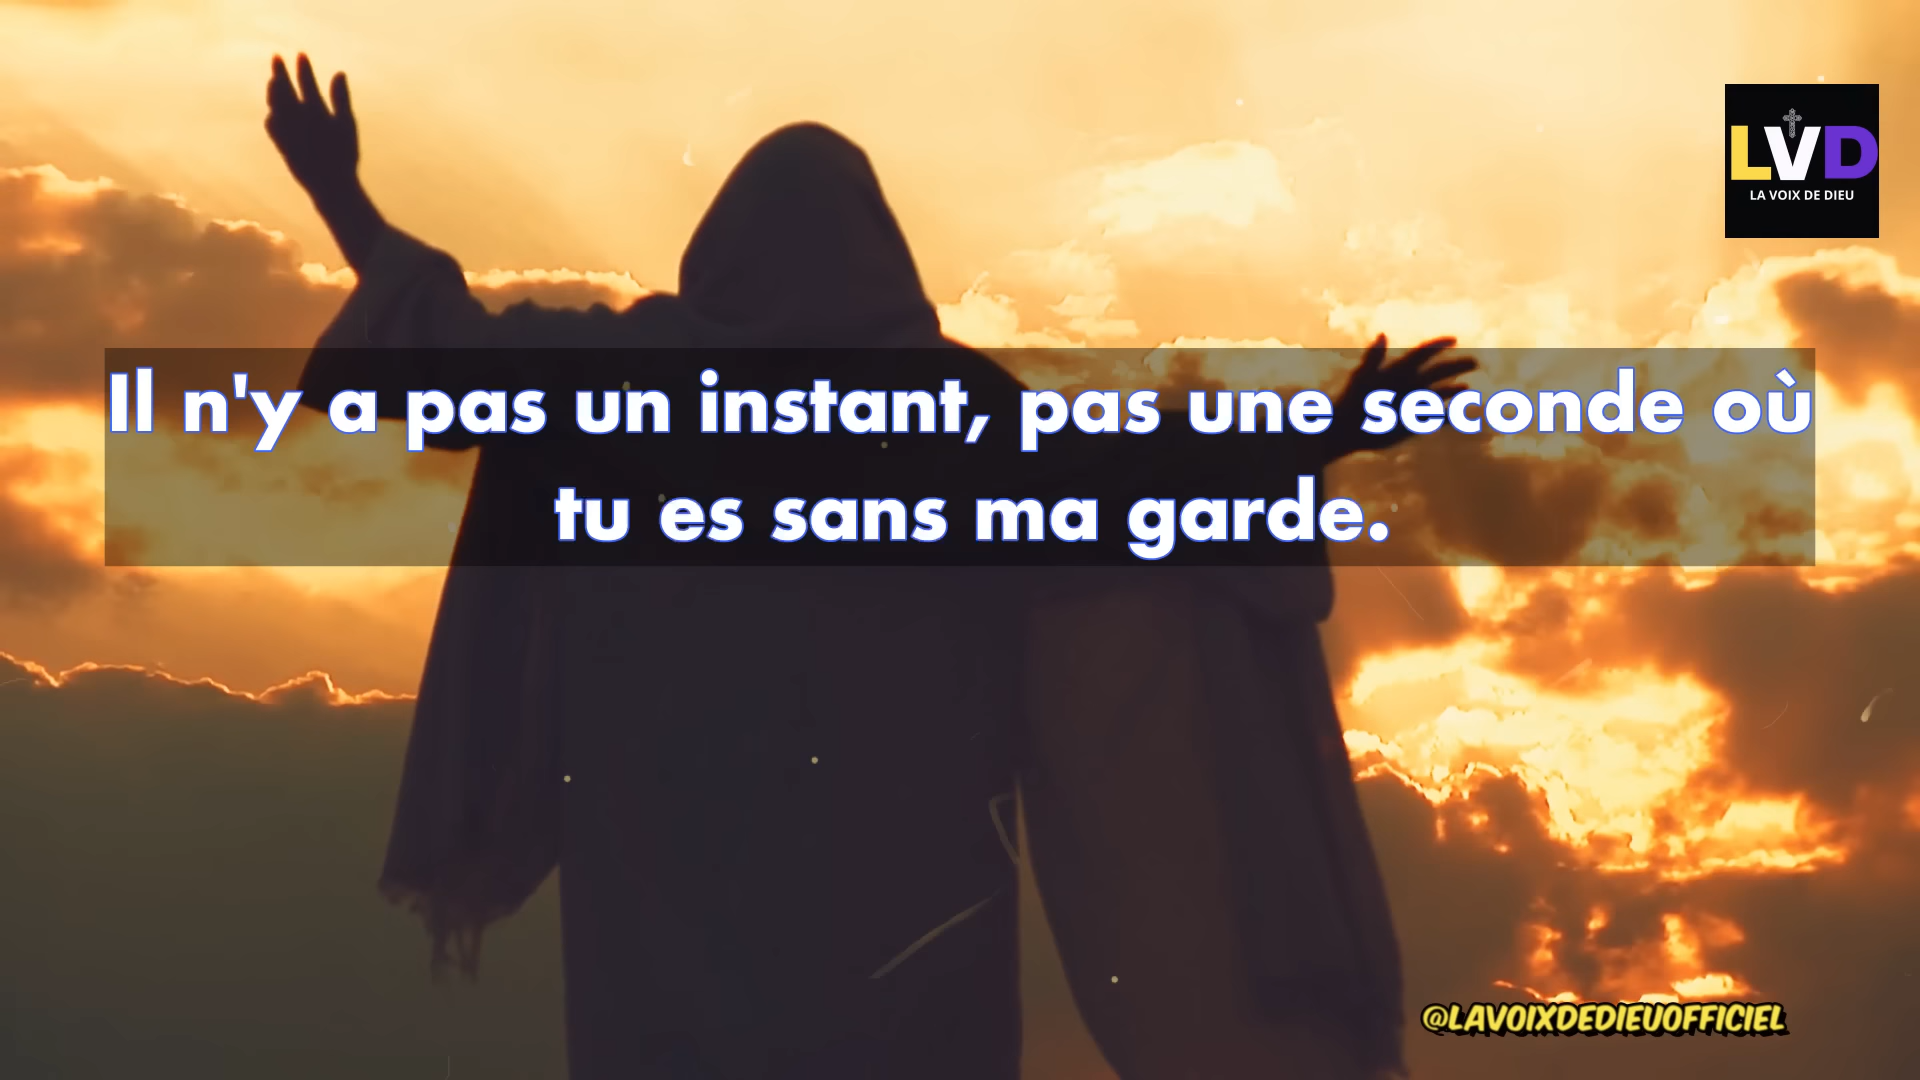 LVD
LA VOIX DE DIEU
Il n'y a pas un instant, pas une seconde où
tu es sans ma garde.
@LAVOIXDEDIEUOFFICIEL